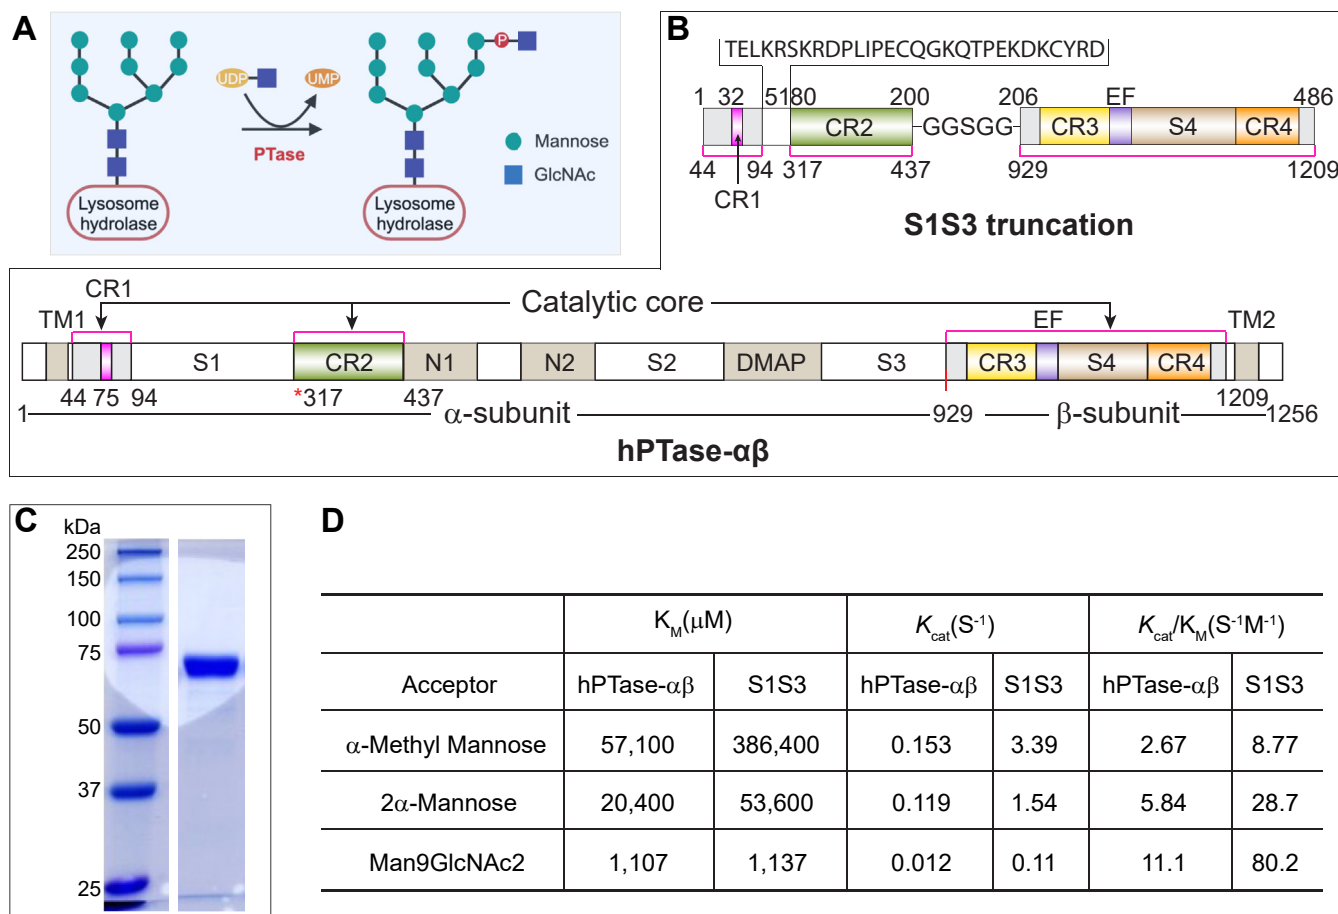 A
UDP
UMP
P
PTase
Mannose
GlcNAc
Lysosome
hydrolase
Lysosome
hydrolase
B
TELKRSKRDPLIPECQGKQTPEKDKCYRD
1 32 51 80 200 206 EF 486
CR2 GGSGG CR3 S4 CR4
44 94 317 437 929 1209
CR1
S1S3 truncation
CR1 Catalytic core
TM1 EF TM2
S1 CR2 N1 N2 S2 DMAP S3 CR3 S4 CR4
44 75 94 *317 437 1209
1 α-subunit 929 β-subunit 1256
hPTase-αβ
C
kDa
250
150
100
75
50
37
25
D
KM(μM) Kcat(S-1) Kcat/KM(S-1M-1)
Acceptor hPTase-αβ S1S3 hPTase-αβ S1S3 hPTase-αβ S1S3
α-Methyl Mannose 57,100 386,400 0.153 3.39 2.67 8.77
2α-Mannose 20,400 53,600 0.119 1.54 5.84 28.7
Man9GlcNAc2 1,107 1,137 0.012 0.11 11.1 80.2